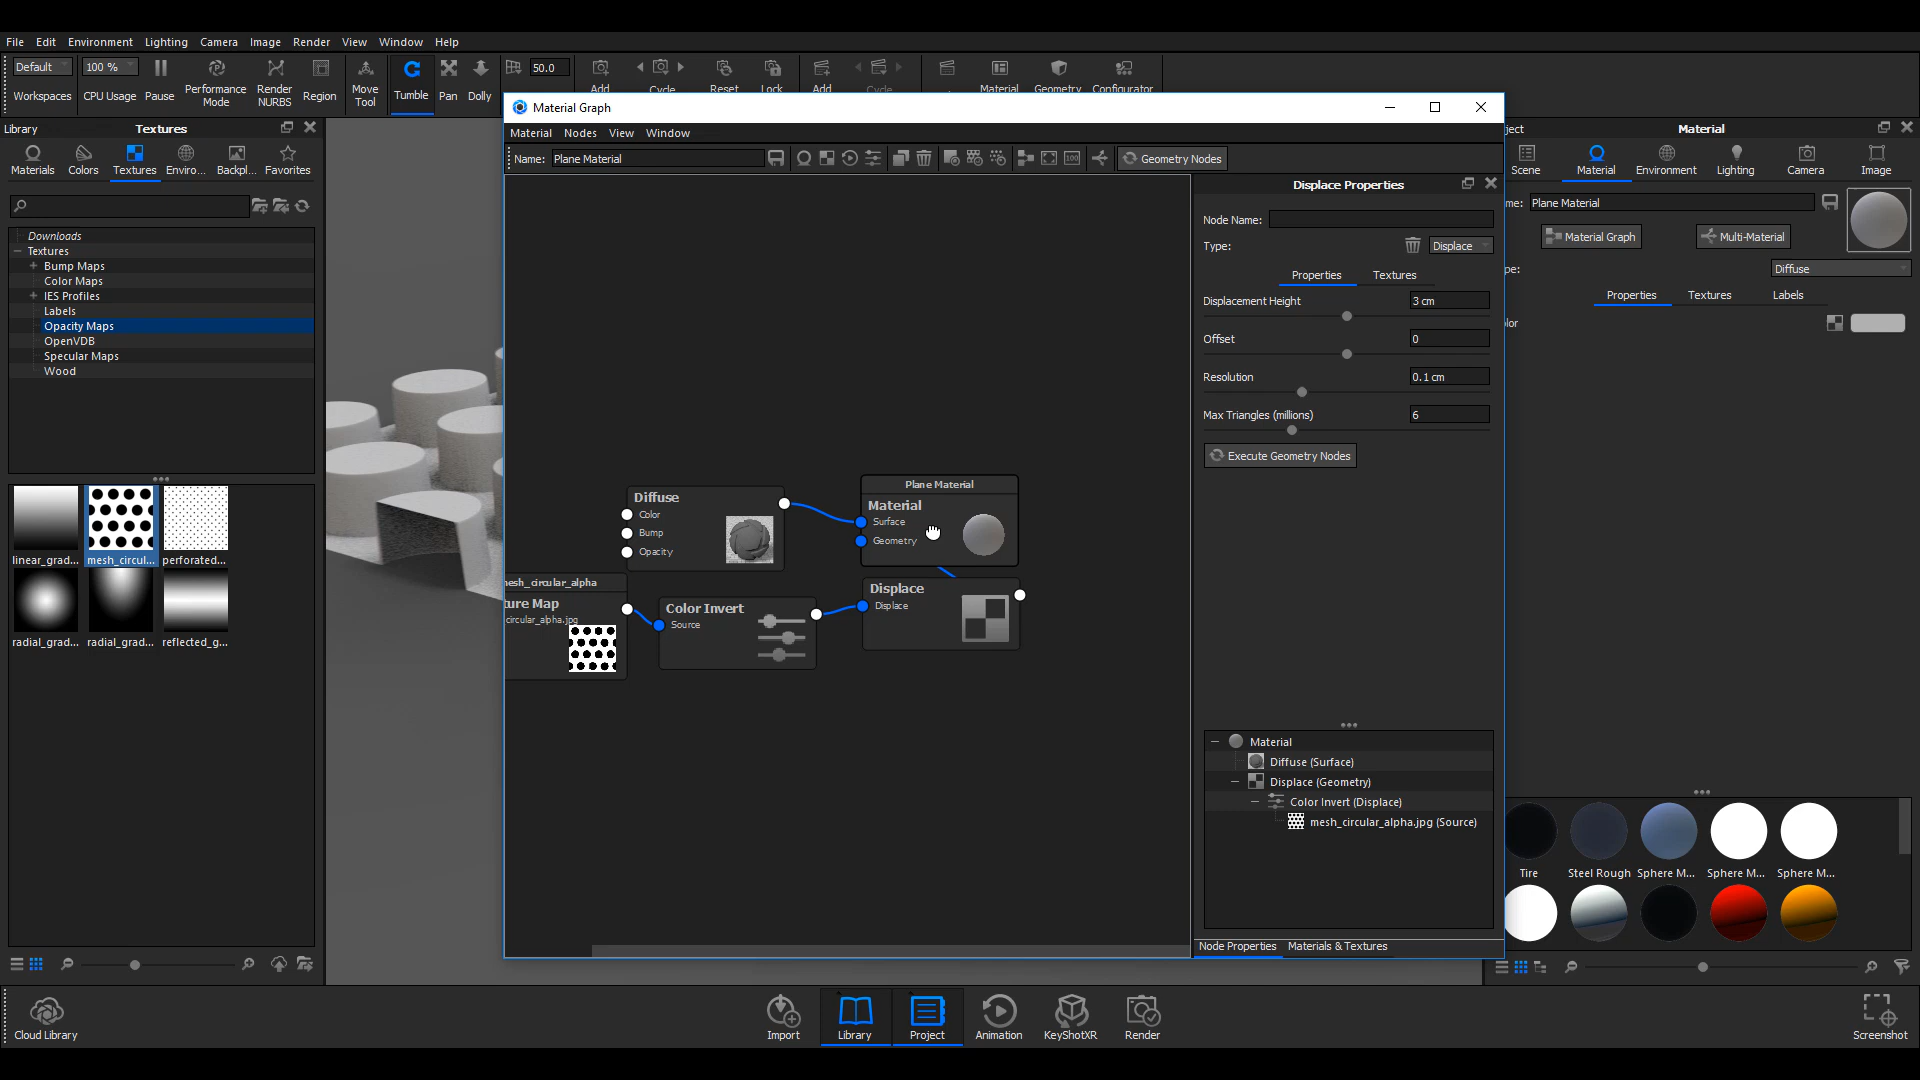 File Edit Environment Lighting Camera Image Render View Window Help
Default 100 % 50.0
Workspaces CPU Usage Pause Performance Mode Render NURBS Region Move Tool Tumble Pan Dolly Add Cycle Reset Lock Add Cycle Material Geometry Configurator
Library Textures
Materials Colors Textures Enviro... Backpl... Favorites
Downloads
Textures
Bump Maps
Color Maps
IES Profiles
Labels
Opacity Maps
OpenVDB
Specular Maps
Wood
linear_grad... mesh_circul... perforated...
radial_grad... radial_grad... reflected_g...
Material Graph
Material Nodes View Window
Name: Plane Material Geometry Nodes
Diffuse
Color
Bump
Opacity
Plane Material
Material
Surface
Geometry
mesh_circular_alpha
ture Map
circular_alpha.jpg
Color Invert
Source
Displace
Displace
Displace Properties
Node Name:
Type: Displace
Properties Textures
Displacement Height 3 cm
Offset 0
Resolution 0.1 cm
Max Triangles (millions) 6
Execute Geometry Nodes
Material
Diffuse (Surface)
Displace (Geometry)
Color Invert (Displace)
mesh_circular_alpha.jpg (Source)
Node Properties Materials & Textures
ject Material
Scene Material Environment Lighting Camera Image
me: Plane Material
Material Graph Multi-Material
pe: Diffuse
Properties Textures Labels
lor
Tire Steel Rough Sphere M... Sphere M... Sphere M...
Cloud Library Import Library Project Animation KeyShotXR Render Screenshot